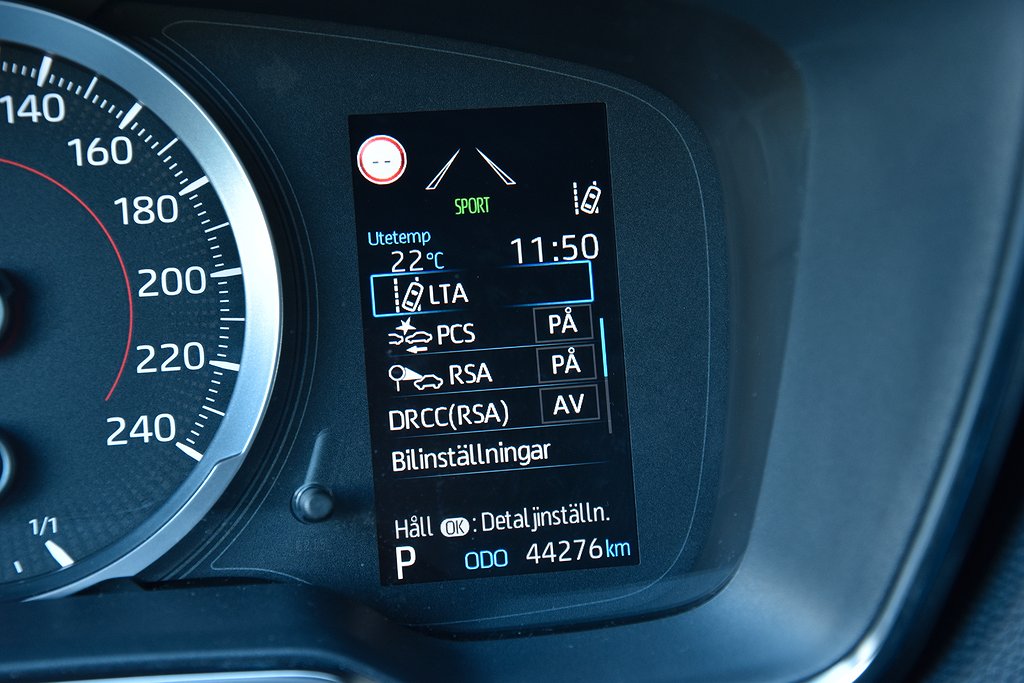 140
160
180
200
220
240
1/1
--
SPORT
Utetemp
22°C 11:50
LTA
PCS PÅ
RSA PÅ
DRCC(RSA) AV
Bilinställningar
Håll OK: Detaljinställn.
P ODO 44276 km